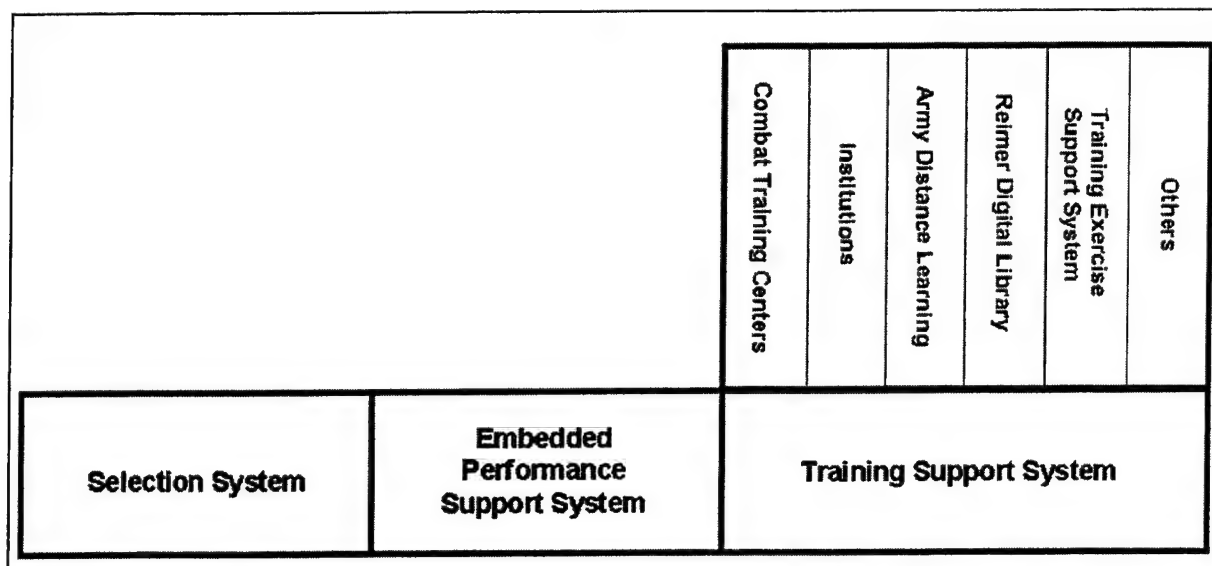 Combat Training Centers
Institutions
Army Distance Learning
Reimer Digital Library
Training Exercise
Support System
Others
Selection System
Embedded
Performance
Support System
Training Support System